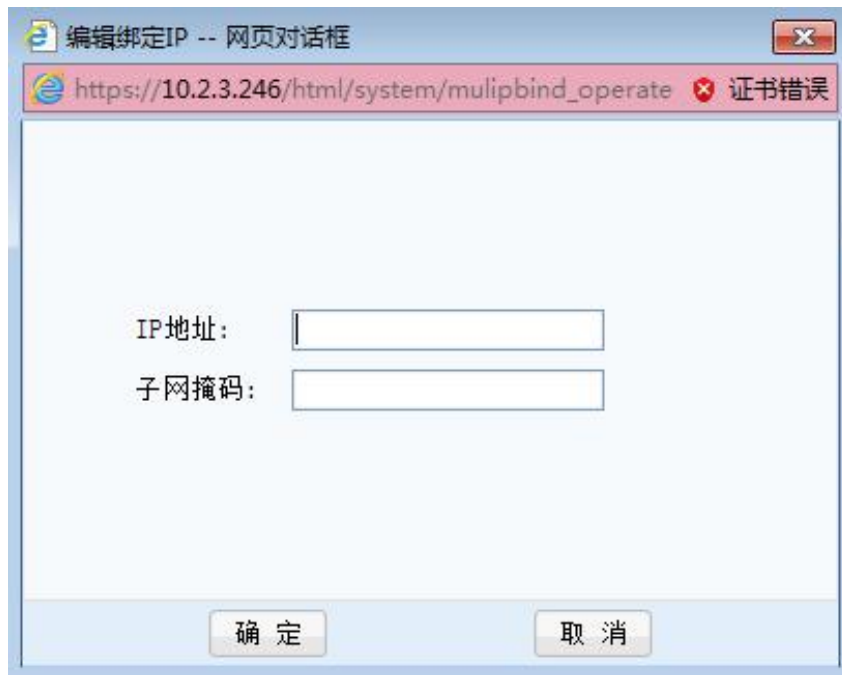 编辑绑定IP -- 网页对话框
https://10.2.3.246/html/system/mulipbind_operate 证书错误
IP地址:
子网掩码:
确 定 取 消